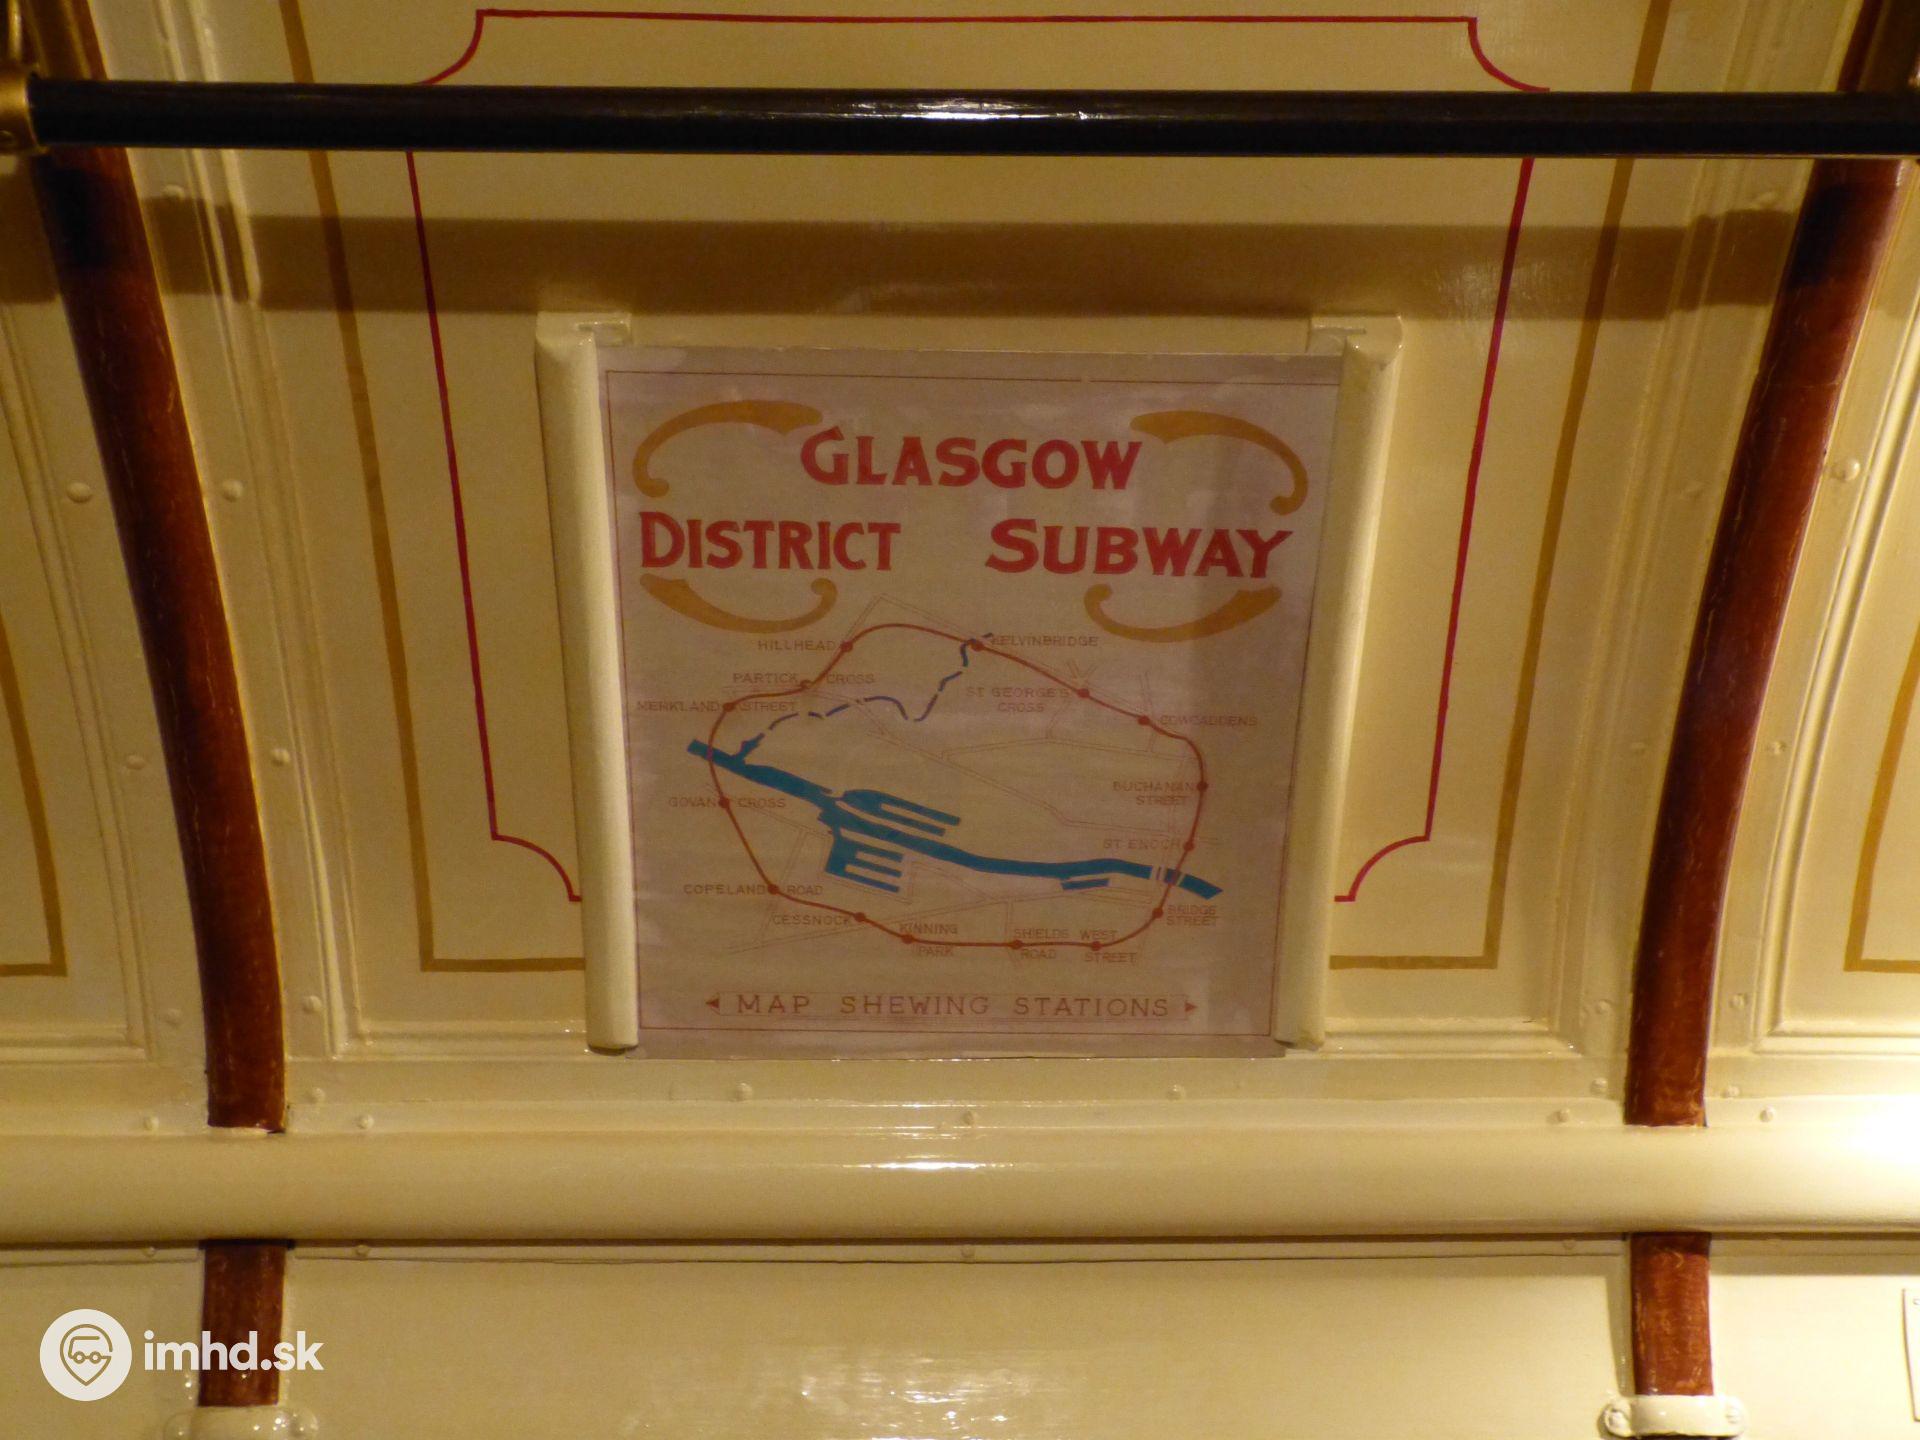 GLASGOW
DISTRICT SUBWAY
HILLHEAD
KELVINBRIDGE
PARTICK CROSS
ST GEORGE'S
CROSS
MERKLAND STREET
COWCADDENS
BUCHANAN
STREET
GOVAN CROSS
ST ENOCH
COPELAND ROAD
BRIDGE
STREET
CESSNOCK
KINNING
PARK
SHIELDS
ROAD
WEST
STREET
MAP SHEWING STATIONS
imhd.sk